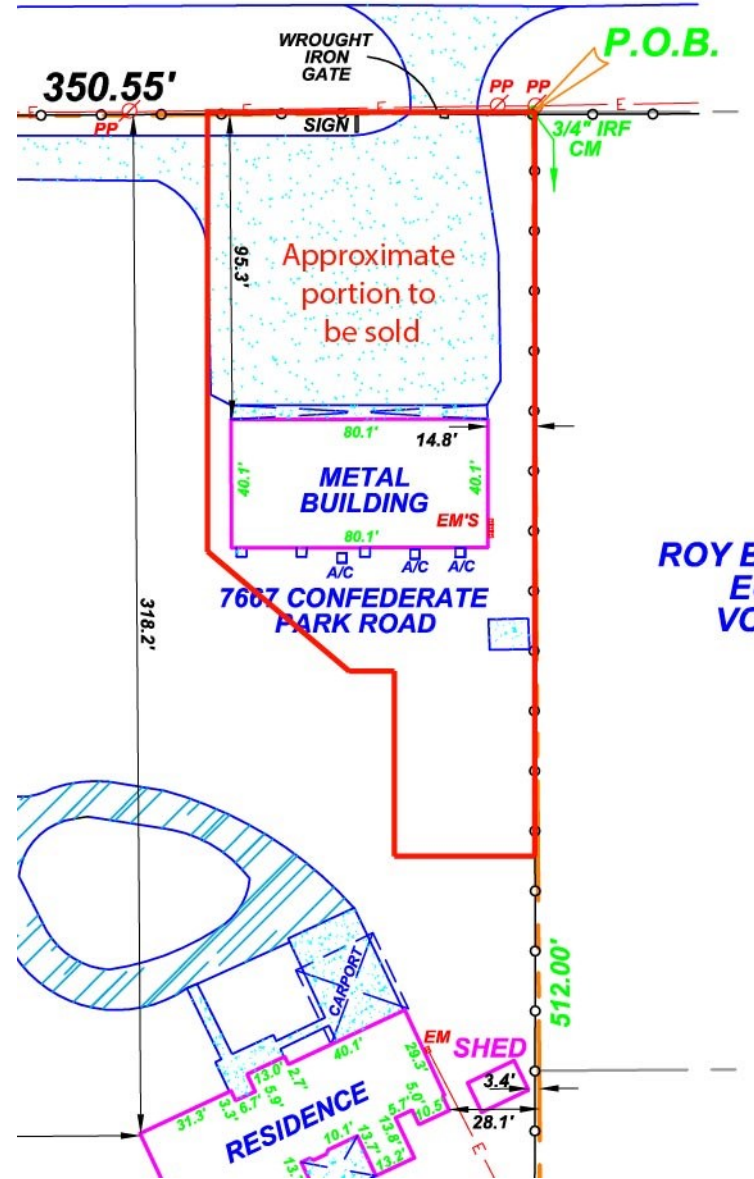 WROUGHT
IRON
GATE
P.O.B.
350.55'
PP
PP
E
E
E
PP
SIGN
3/4" IRF
CM
95.3'
Approximate
portion to
be sold
80.1'
14.8'
40.1'
METAL
BUILDING
40.1'
EM'S
80.1'
A/C
A/C
A/C
7667 CONFEDERATE
PARK ROAD
318.2'
512.00'
CARPORT
EM
SHED
40.1'
29.3'
13.0'
2.7'
5.9'
6.7'
3.3'
31.3'
3.4'
28.1'
5.0'
5.7'
10.5'
RESIDENCE
10.1'
13.7'
13.8'
13.2'
E